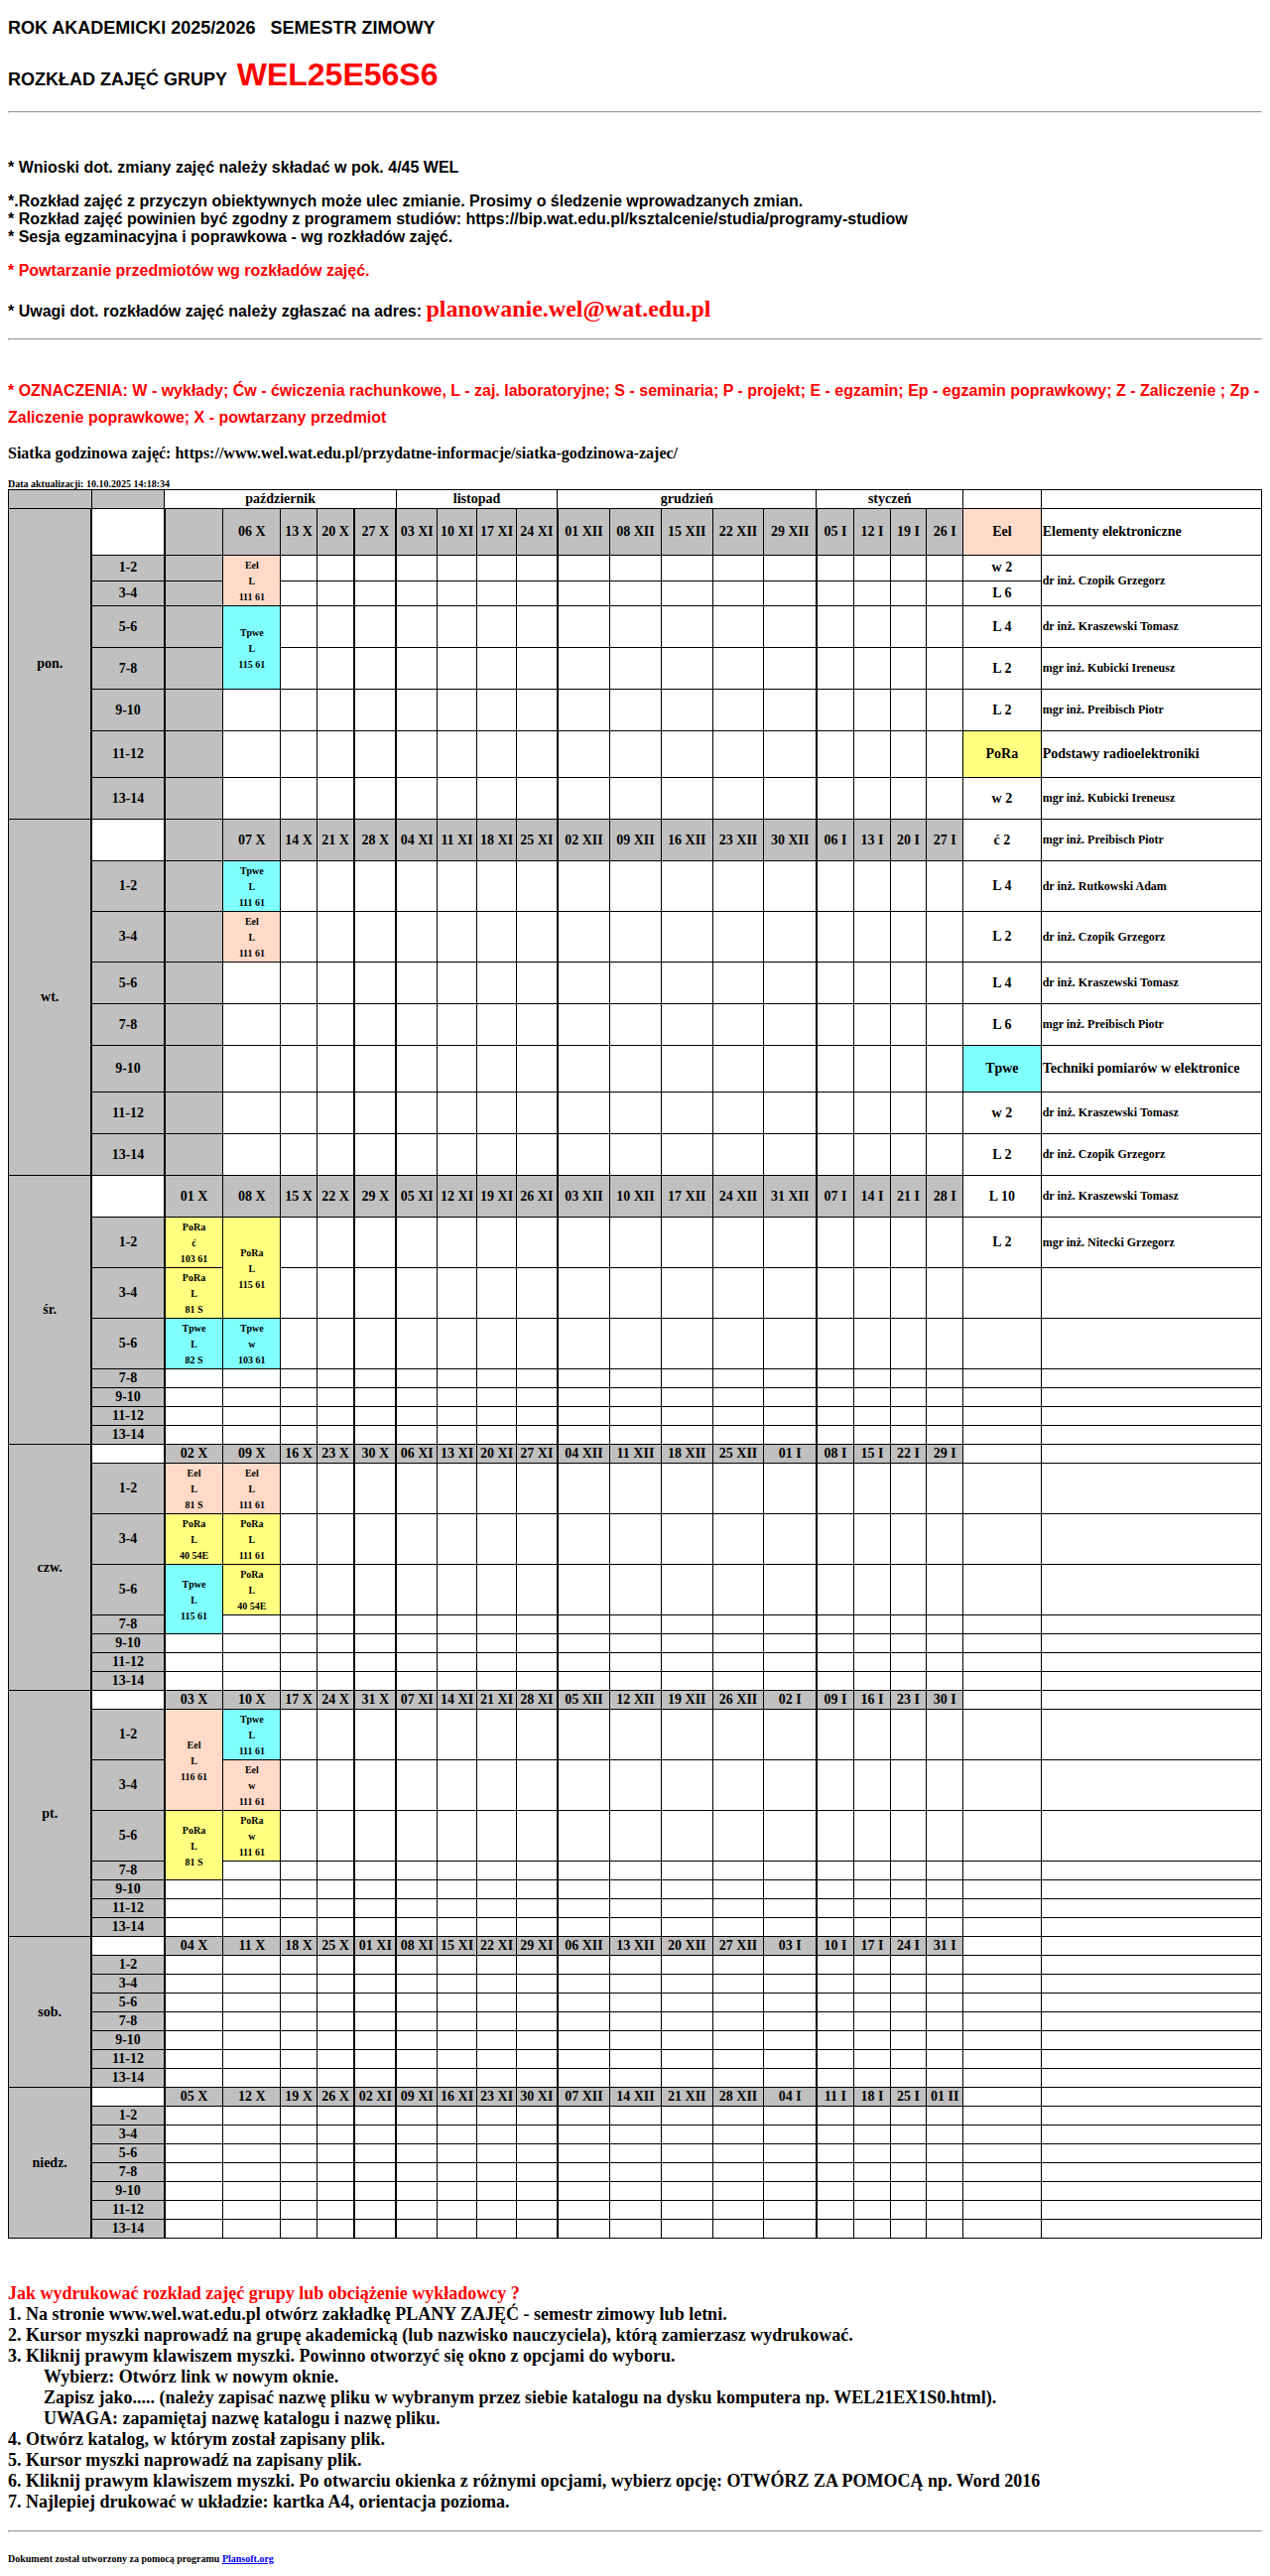 ROK AKADEMICKI 2025/2026 SEMESTR ZIMOWY
ROZKŁAD ZAJĘĆ GRUPY WEL25E56S6
* Wnioski dot. zmiany zajęć należy składać w pok. 4/45 WEL
*.Rozkład zajęć z przyczyn obiektywnych może ulec zmianie. Prosimy o śledzenie wprowadzanych zmian.
* Rozkład zajęć powinien być zgodny z programem studiów: https://bip.wat.edu.pl/ksztalcenie/studia/programy-studiow
* Sesja egzaminacyjna i poprawkowa - wg rozkładów zajęć.
* Powtarzanie przedmiotów wg rozkładów zajęć.
* Uwagi dot. rozkładów zajęć należy zgłaszać na adres: planowanie.wel@wat.edu.pl
* OZNACZENIA: W - wykłady; Ćw - ćwiczenia rachunkowe, L - zaj. laboratoryjne; S - seminaria; P - projekt; E - egzamin; Ep - egzamin poprawkowy; Z - Zaliczenie ; Zp -
Zaliczenie poprawkowe; X - powtarzany przedmiot
Siatka godzinowa zajęć: https://www.wel.wat.edu.pl/przydatne-informacje/siatka-godzinowa-zajec/
Data aktualizacji: 10.10.2025 14:18:34
październik listopad grudzień styczeń
pon. 06 X 13 X 20 X 27 X 03 XI 10 XI 17 XI 24 XI 01 XII 08 XII 15 XII 22 XII 29 XII 05 I 12 I 19 I 26 I Eel Elementy elektroniczne
1-2 Eel L 111 61 w 2 dr inż. Czopik Grzegorz
3-4 L 6
5-6 Tpwe L 115 61 L 4 dr inż. Kraszewski Tomasz
7-8 L 2 mgr inż. Kubicki Ireneusz
9-10 L 2 mgr inż. Preibisch Piotr
11-12 PoRa Podstawy radioelektroniki
13-14 w 2 mgr inż. Kubicki Ireneusz
wt. 07 X 14 X 21 X 28 X 04 XI 11 XI 18 XI 25 XI 02 XII 09 XII 16 XII 23 XII 30 XII 06 I 13 I 20 I 27 I ć 2 mgr inż. Preibisch Piotr
1-2 Tpwe L 111 61 L 4 dr inż. Rutkowski Adam
3-4 Eel L 111 61 L 2 dr inż. Czopik Grzegorz
5-6 L 4 dr inż. Kraszewski Tomasz
7-8 L 6 mgr inż. Preibisch Piotr
9-10 Tpwe Techniki pomiarów w elektronice
11-12 w 2 dr inż. Kraszewski Tomasz
13-14 L 2 dr inż. Czopik Grzegorz
śr. 01 X 08 X 15 X 22 X 29 X 05 XI 12 XI 19 XI 26 XI 03 XII 10 XII 17 XII 24 XII 31 XII 07 I 14 I 21 I 28 I L 10 dr inż. Kraszewski Tomasz
1-2 PoRa ć 103 61 PoRa L 115 61 L 2 mgr inż. Nitecki Grzegorz
3-4 PoRa L 81 S
5-6 Tpwe L 82 S Tpwe w 103 61
7-8
9-10
11-12
13-14
czw. 02 X 09 X 16 X 23 X 30 X 06 XI 13 XI 20 XI 27 XI 04 XII 11 XII 18 XII 25 XII 01 I 08 I 15 I 22 I 29 I
1-2 Eel L 81 S Eel L 111 61
3-4 PoRa L 40 54E PoRa L 111 61
5-6 Tpwe L 115 61 PoRa L 40 54E
7-8
9-10
11-12
13-14
pt. 03 X 10 X 17 X 24 X 31 X 07 XI 14 XI 21 XI 28 XI 05 XII 12 XII 19 XII 26 XII 02 I 09 I 16 I 23 I 30 I
1-2 Eel L 116 61 Tpwe L 111 61
3-4 Eel w 111 61
5-6 PoRa L 81 S PoRa w 111 61
7-8
9-10
11-12
13-14
sob. 04 X 11 X 18 X 25 X 01 XI 08 XI 15 XI 22 XI 29 XI 06 XII 13 XII 20 XII 27 XII 03 I 10 I 17 I 24 I 31 I
1-2
3-4
5-6
7-8
9-10
11-12
13-14
niedz. 05 X 12 X 19 X 26 X 02 XI 09 XI 16 XI 23 XI 30 XI 07 XII 14 XII 21 XII 28 XII 04 I 11 I 18 I 25 I 01 II
1-2
3-4
5-6
7-8
9-10
11-12
13-14
Jak wydrukować rozkład zajęć grupy lub obciążenie wykładowcy ?
1. Na stronie www.wel.wat.edu.pl otwórz zakładkę PLANY ZAJĘĆ - semestr zimowy lub letni.
2. Kursor myszki naprowadź na grupę akademicką (lub nazwisko nauczyciela), którą zamierzasz wydrukować.
3. Kliknij prawym klawiszem myszki. Powinno otworzyć się okno z opcjami do wyboru.
Wybierz: Otwórz link w nowym oknie.
Zapisz jako..... (należy zapisać nazwę pliku w wybranym przez siebie katalogu na dysku komputera np. WEL21EX1S0.html).
UWAGA: zapamiętaj nazwę katalogu i nazwę pliku.
4. Otwórz katalog, w którym został zapisany plik.
5. Kursor myszki naprowadź na zapisany plik.
6. Kliknij prawym klawiszem myszki. Po otwarciu okienka z różnymi opcjami, wybierz opcję: OTWÓRZ ZA POMOCĄ np. Word 2016
7. Najlepiej drukować w układzie: kartka A4, orientacja pozioma.
Dokument został utworzony za pomocą programu Plansoft.org